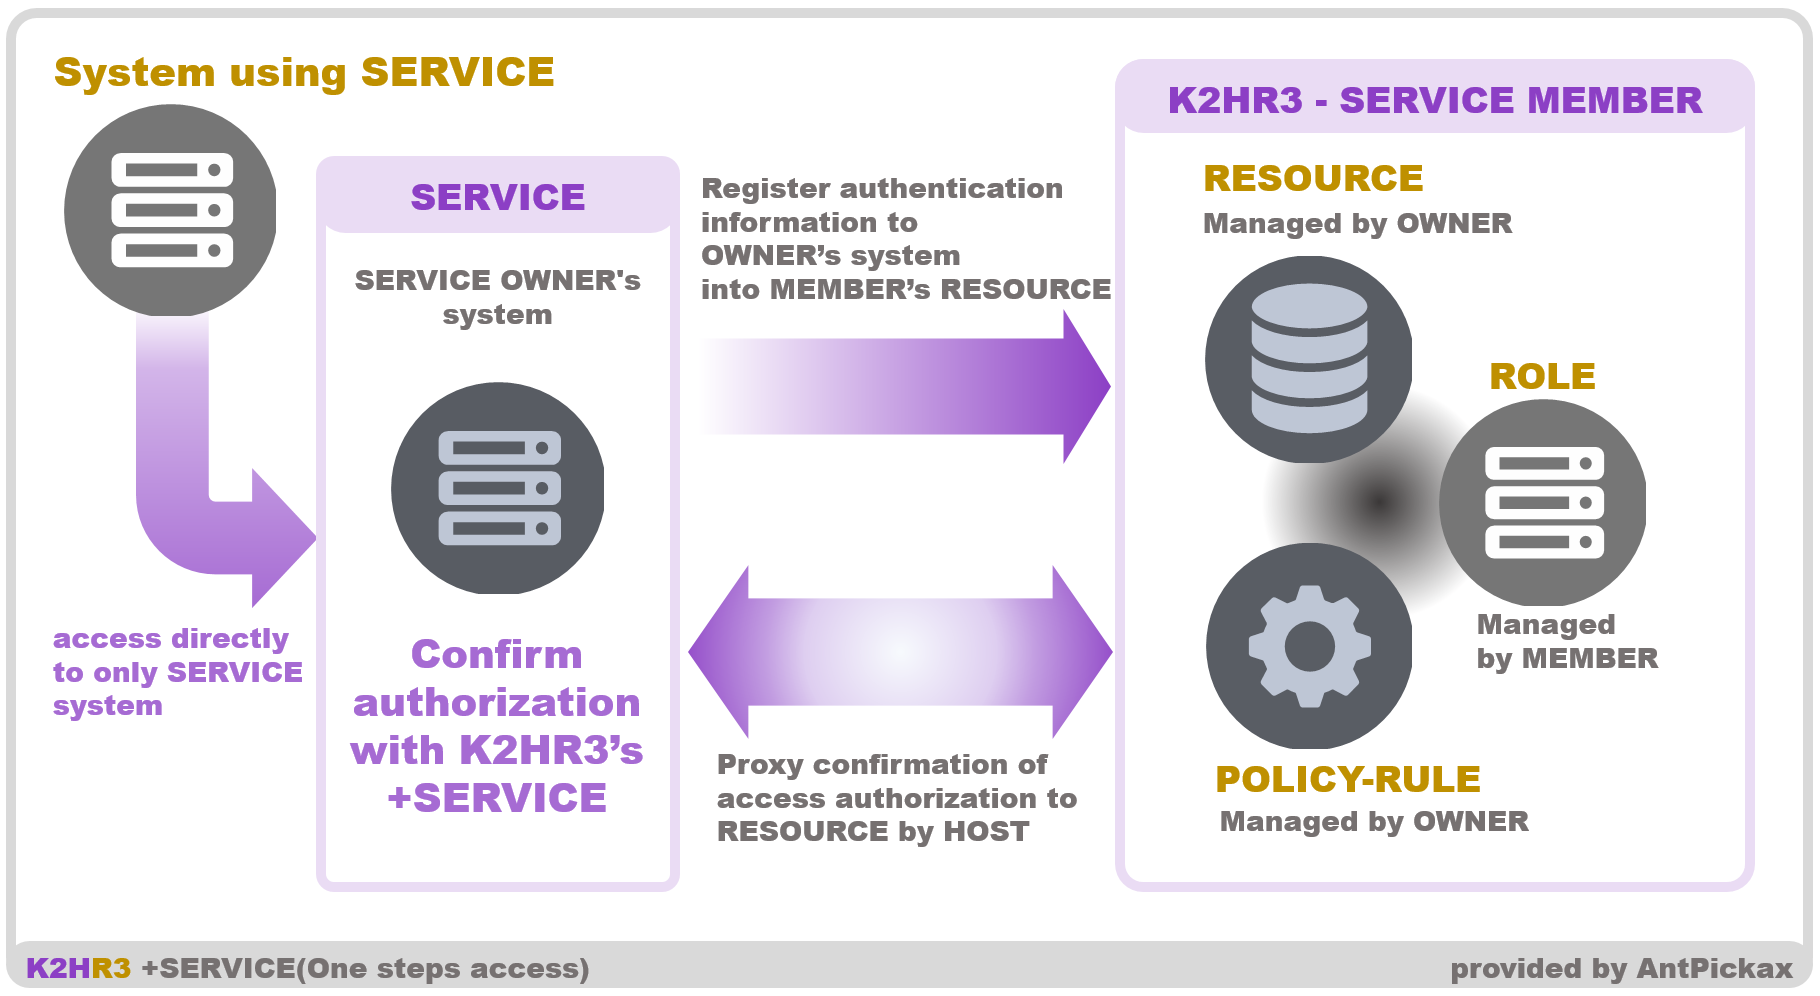 System using SERVICE
access directly
to only SERVICE
system
SERVICE
SERVICE OWNER's
system
Confirm
authorization
with K2HR3’s
+SERVICE
Register authentication
information to
OWNER’s system
into MEMBER’s RESOURCE
Proxy confirmation of
access authorization to
RESOURCE by HOST
K2HR3 - SERVICE MEMBER
RESOURCE
Managed by OWNER
ROLE
Managed
by MEMBER
POLICY-RULE
Managed by OWNER
K2HR3 +SERVICE(One steps access)
provided by AntPickax